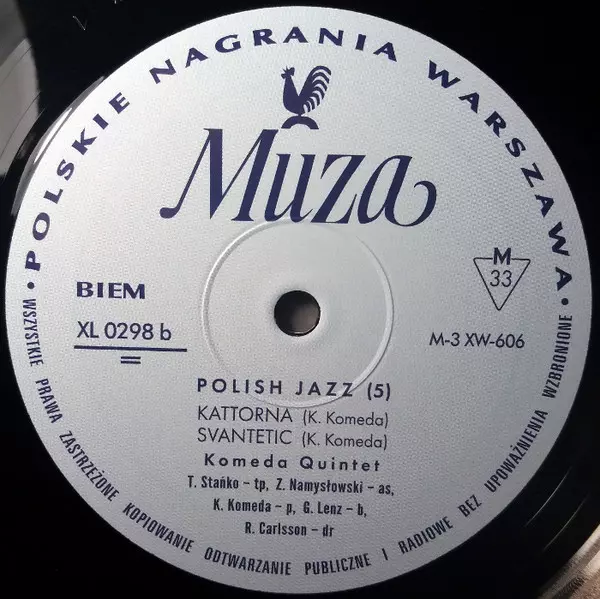 • POLSKIE NAGRANIA WARSZAWA •
Muza
BIEM
XL 0298 b
M
33
M-3 XW-606
POLISH JAZZ (5)
KATTORNA (K. Komeda)
SVANTETIC (K. Komeda)
Komeda Quintet
T. Stańko – tp, Z. Namysłowski – as,
K. Komeda – p, G. Lenz – b,
R. Carlsson – dr
WSZYSTKIE PRAWA ZASTRZEŻONE KOPIOWANIE ODTWARZANIE PUBLICZNE I RADIOWE BEZ UPOWAŻNIENIA WZBRONIONE